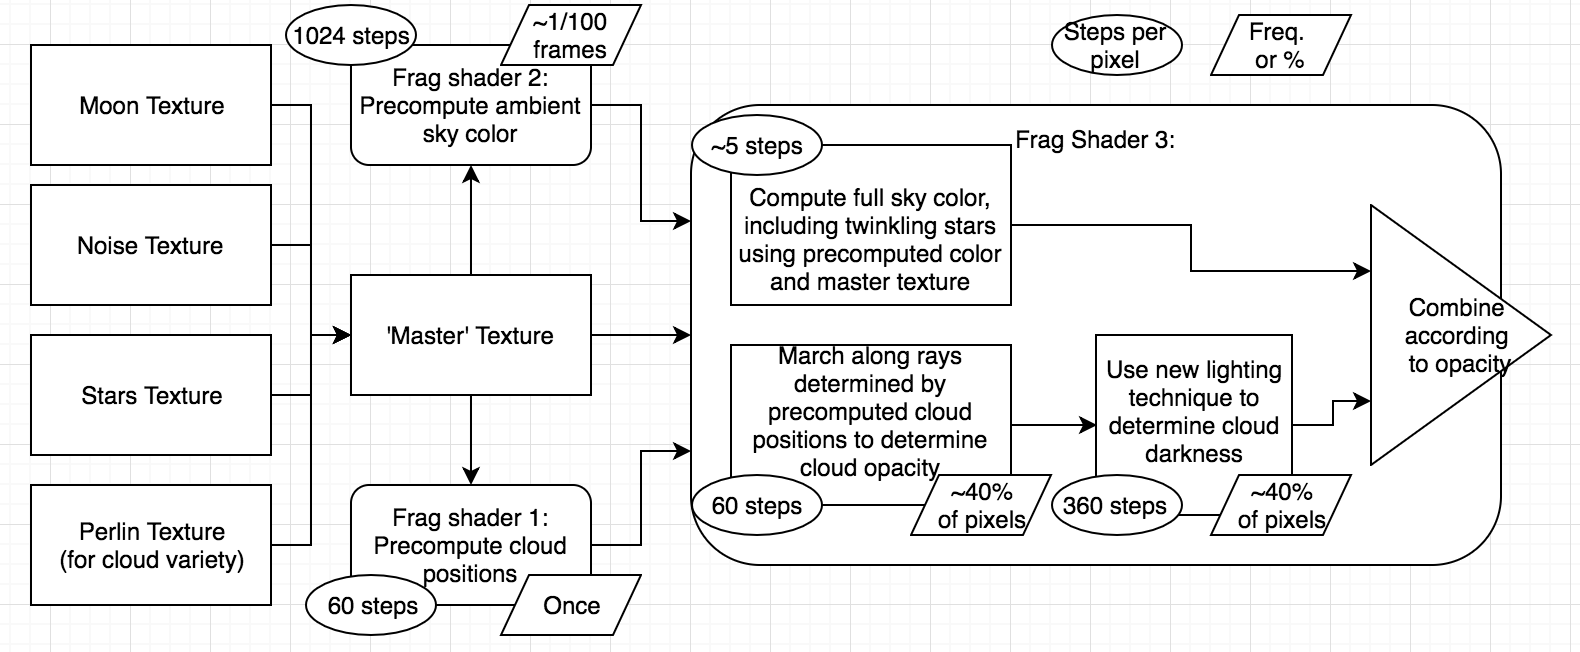 1024 steps
~1/100
frames
Steps per
pixel
Freq.
or %
Moon Texture
Frag shader 2:
Precompute ambient
sky color
~5 steps
Frag Shader 3:
Compute full sky color,
including twinkling stars
using precomputed color
and master texture
Noise Texture
'Master' Texture
Combine
according
to opacity
March along rays
determined by
precomputed cloud
positions to determine
cloud opacity
Use new lighting
technique to
determine cloud
darkness
Stars Texture
60 steps
~40%
of pixels
360 steps
~40%
of pixels
Perlin Texture
(for cloud variety)
Frag shader 1:
Precompute cloud
positions
60 steps
Once